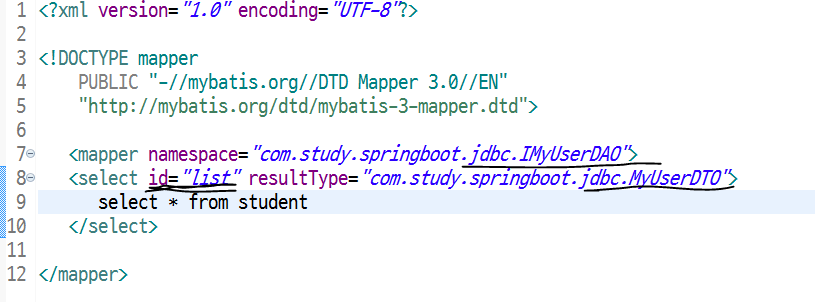 1 <?xml version="1.0" encoding="UTF-8"?>
2
3 <!DOCTYPE mapper
4 PUBLIC "-//mybatis.org//DTD Mapper 3.0//EN"
5 "http://mybatis.org/dtd/mybatis-3-mapper.dtd">
6
7 <mapper namespace="com.study.springboot.jdbc.IMyUserDAO">
8 <select id="list" resultType="com.study.springboot.jdbc.MyUserDTO">
9 select * from student
10 </select>
11
12 </mapper>